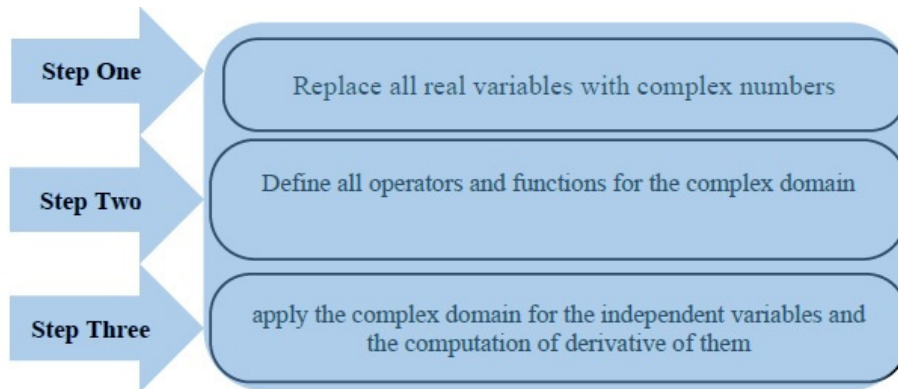 Step One
Replace all real variables with complex numbers
Step Two
Define all operators and functions for the complex domain
Step Three
apply the complex domain for the independent variables and
the computation of derivative of them